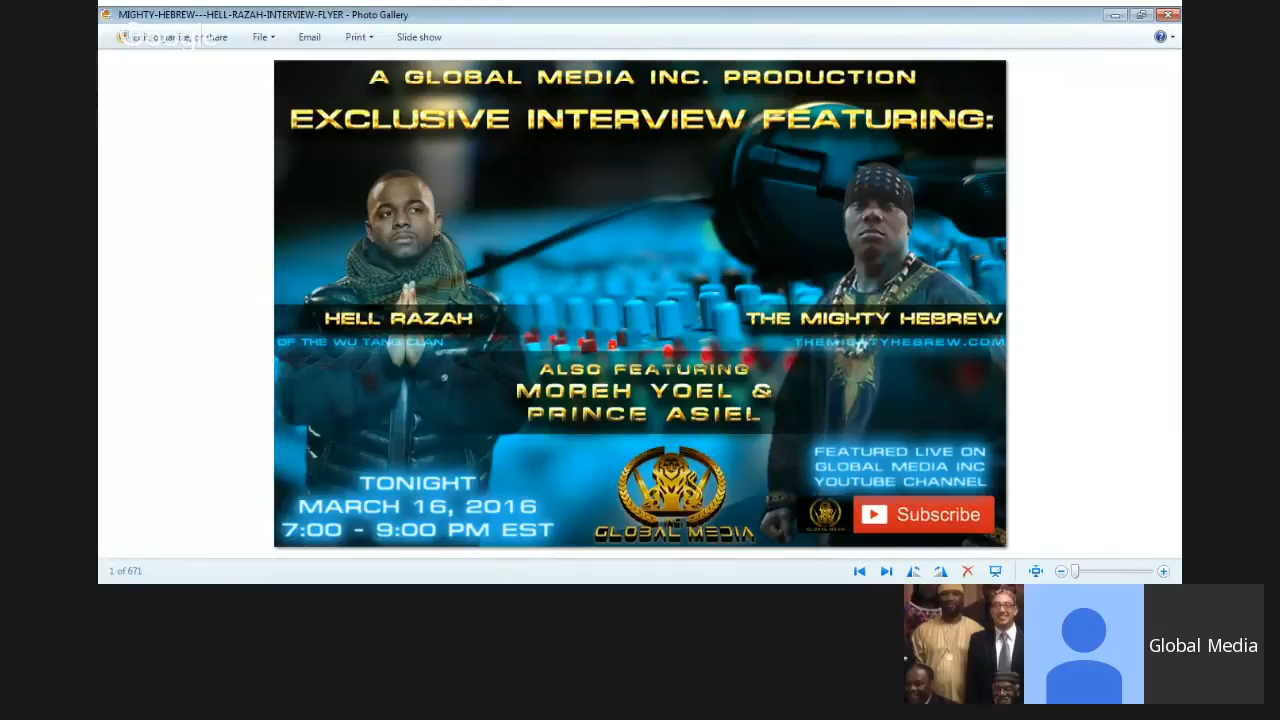 MIGHTY-HEBREW---HELL-RAZAH-INTERVIEW-FLYER - Photo Gallery
Google
File
Email
Print
Slide show
A GLOBAL MEDIA INC. PRODUCTION
EXCLUSIVE INTERVIEW FEATURING:
HELL RAZAH
OF THE WU TANG CLAN
THE MIGHTY HEBREW
THEMIGHTYHEBREW.COM
ALSO FEATURING
MOREH YOEL &
PRINCE ASIEL
TONIGHT
MARCH 16, 2016
7:00 - 9:00 PM EST
GLOBAL MEDIA
FEATURED LIVE ON
GLOBAL MEDIA INC
YOUTUBE CHANNEL
Subscribe
1 of 671
Global Media